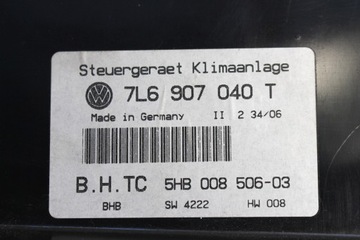 Steuergeraet Klimaanlage
7L6 907 040 T
Made in Germany II 2 34/06
B.H.TC 5HB 008 506-03
BHB SW 4222 HW 008